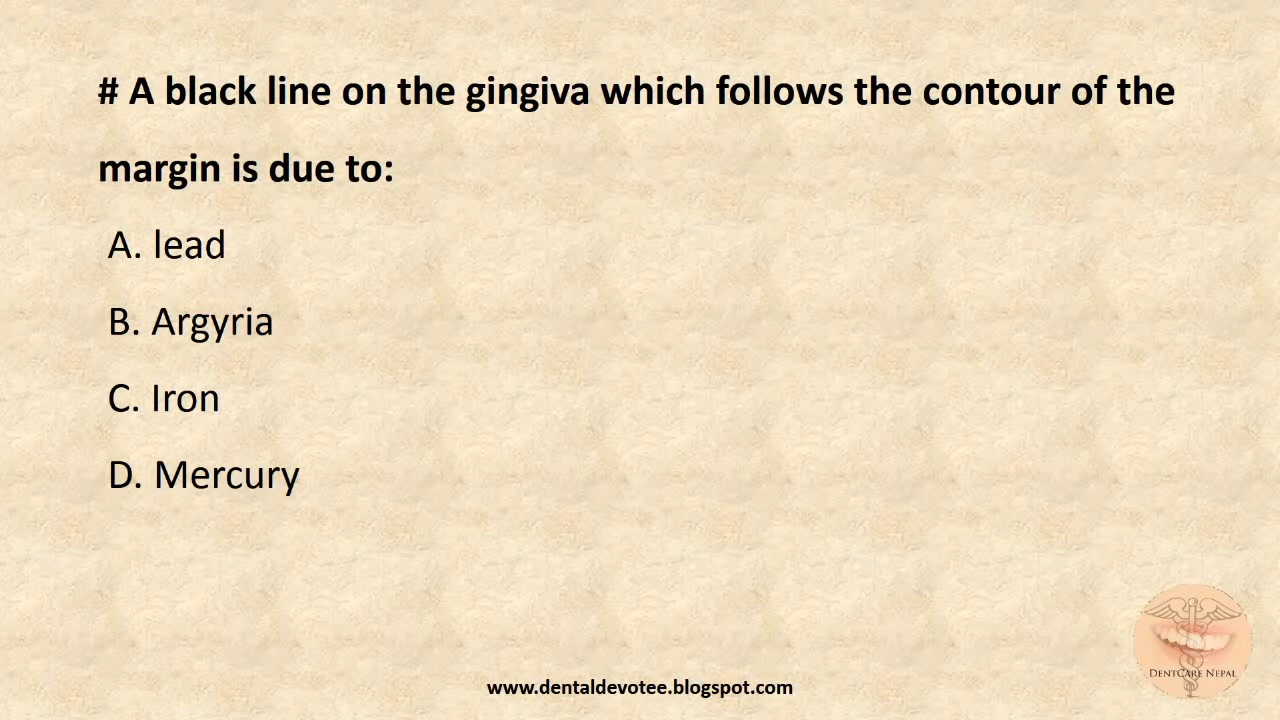 # A black line on the gingiva which follows the contour of the
margin is due to:
A. lead
B. Argyria
C. Iron
D. Mercury
DentCare Nepal
www.dentaldevotee.blogspot.com